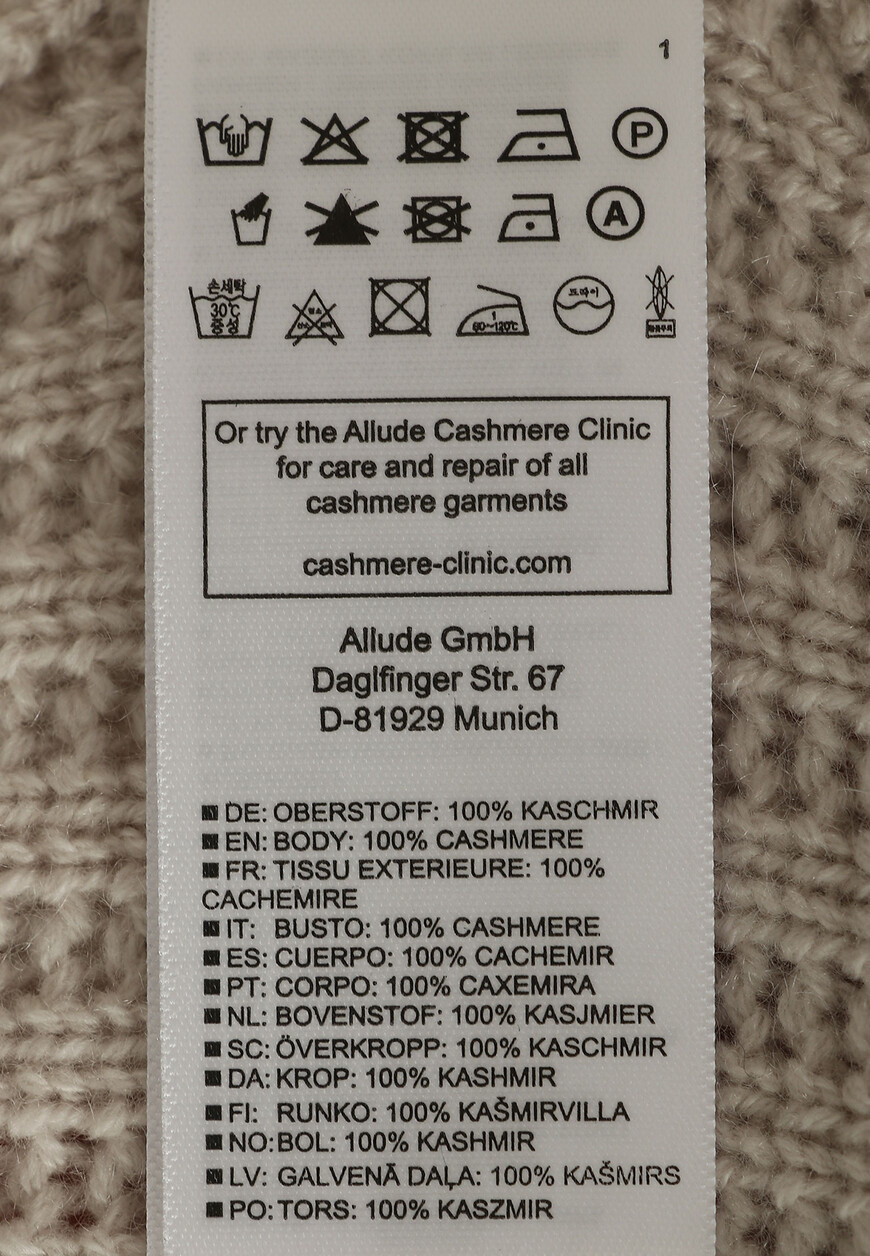 1
P
A
손세탁
30℃
중성
드라이
1
80~120℃
Or try the Allude Cashmere Clinic
for care and repair of all
cashmere garments
cashmere-clinic.com
Allude GmbH
Daglfinger Str. 67
D-81929 Munich
DE: OBERSTOFF: 100% KASCHMIR
EN: BODY: 100% CASHMERE
FR: TISSU EXTERIEURE: 100%
CACHEMIRE
IT: BUSTO: 100% CASHMERE
ES: CUERPO: 100% CACHEMIR
PT: CORPO: 100% CAXEMIRA
NL: BOVENSTOF: 100% KASJMIER
SC: ÖVERKROPP: 100% KASCHMIR
DA: KROP: 100% KASHMIR
FI: RUNKO: 100% KAŠMIRVILLA
NO: BOL: 100% KASHMIR
LV: GALVENĀ DAĻA: 100% KAŠMIRS
PO: TORS: 100% KASZMIR